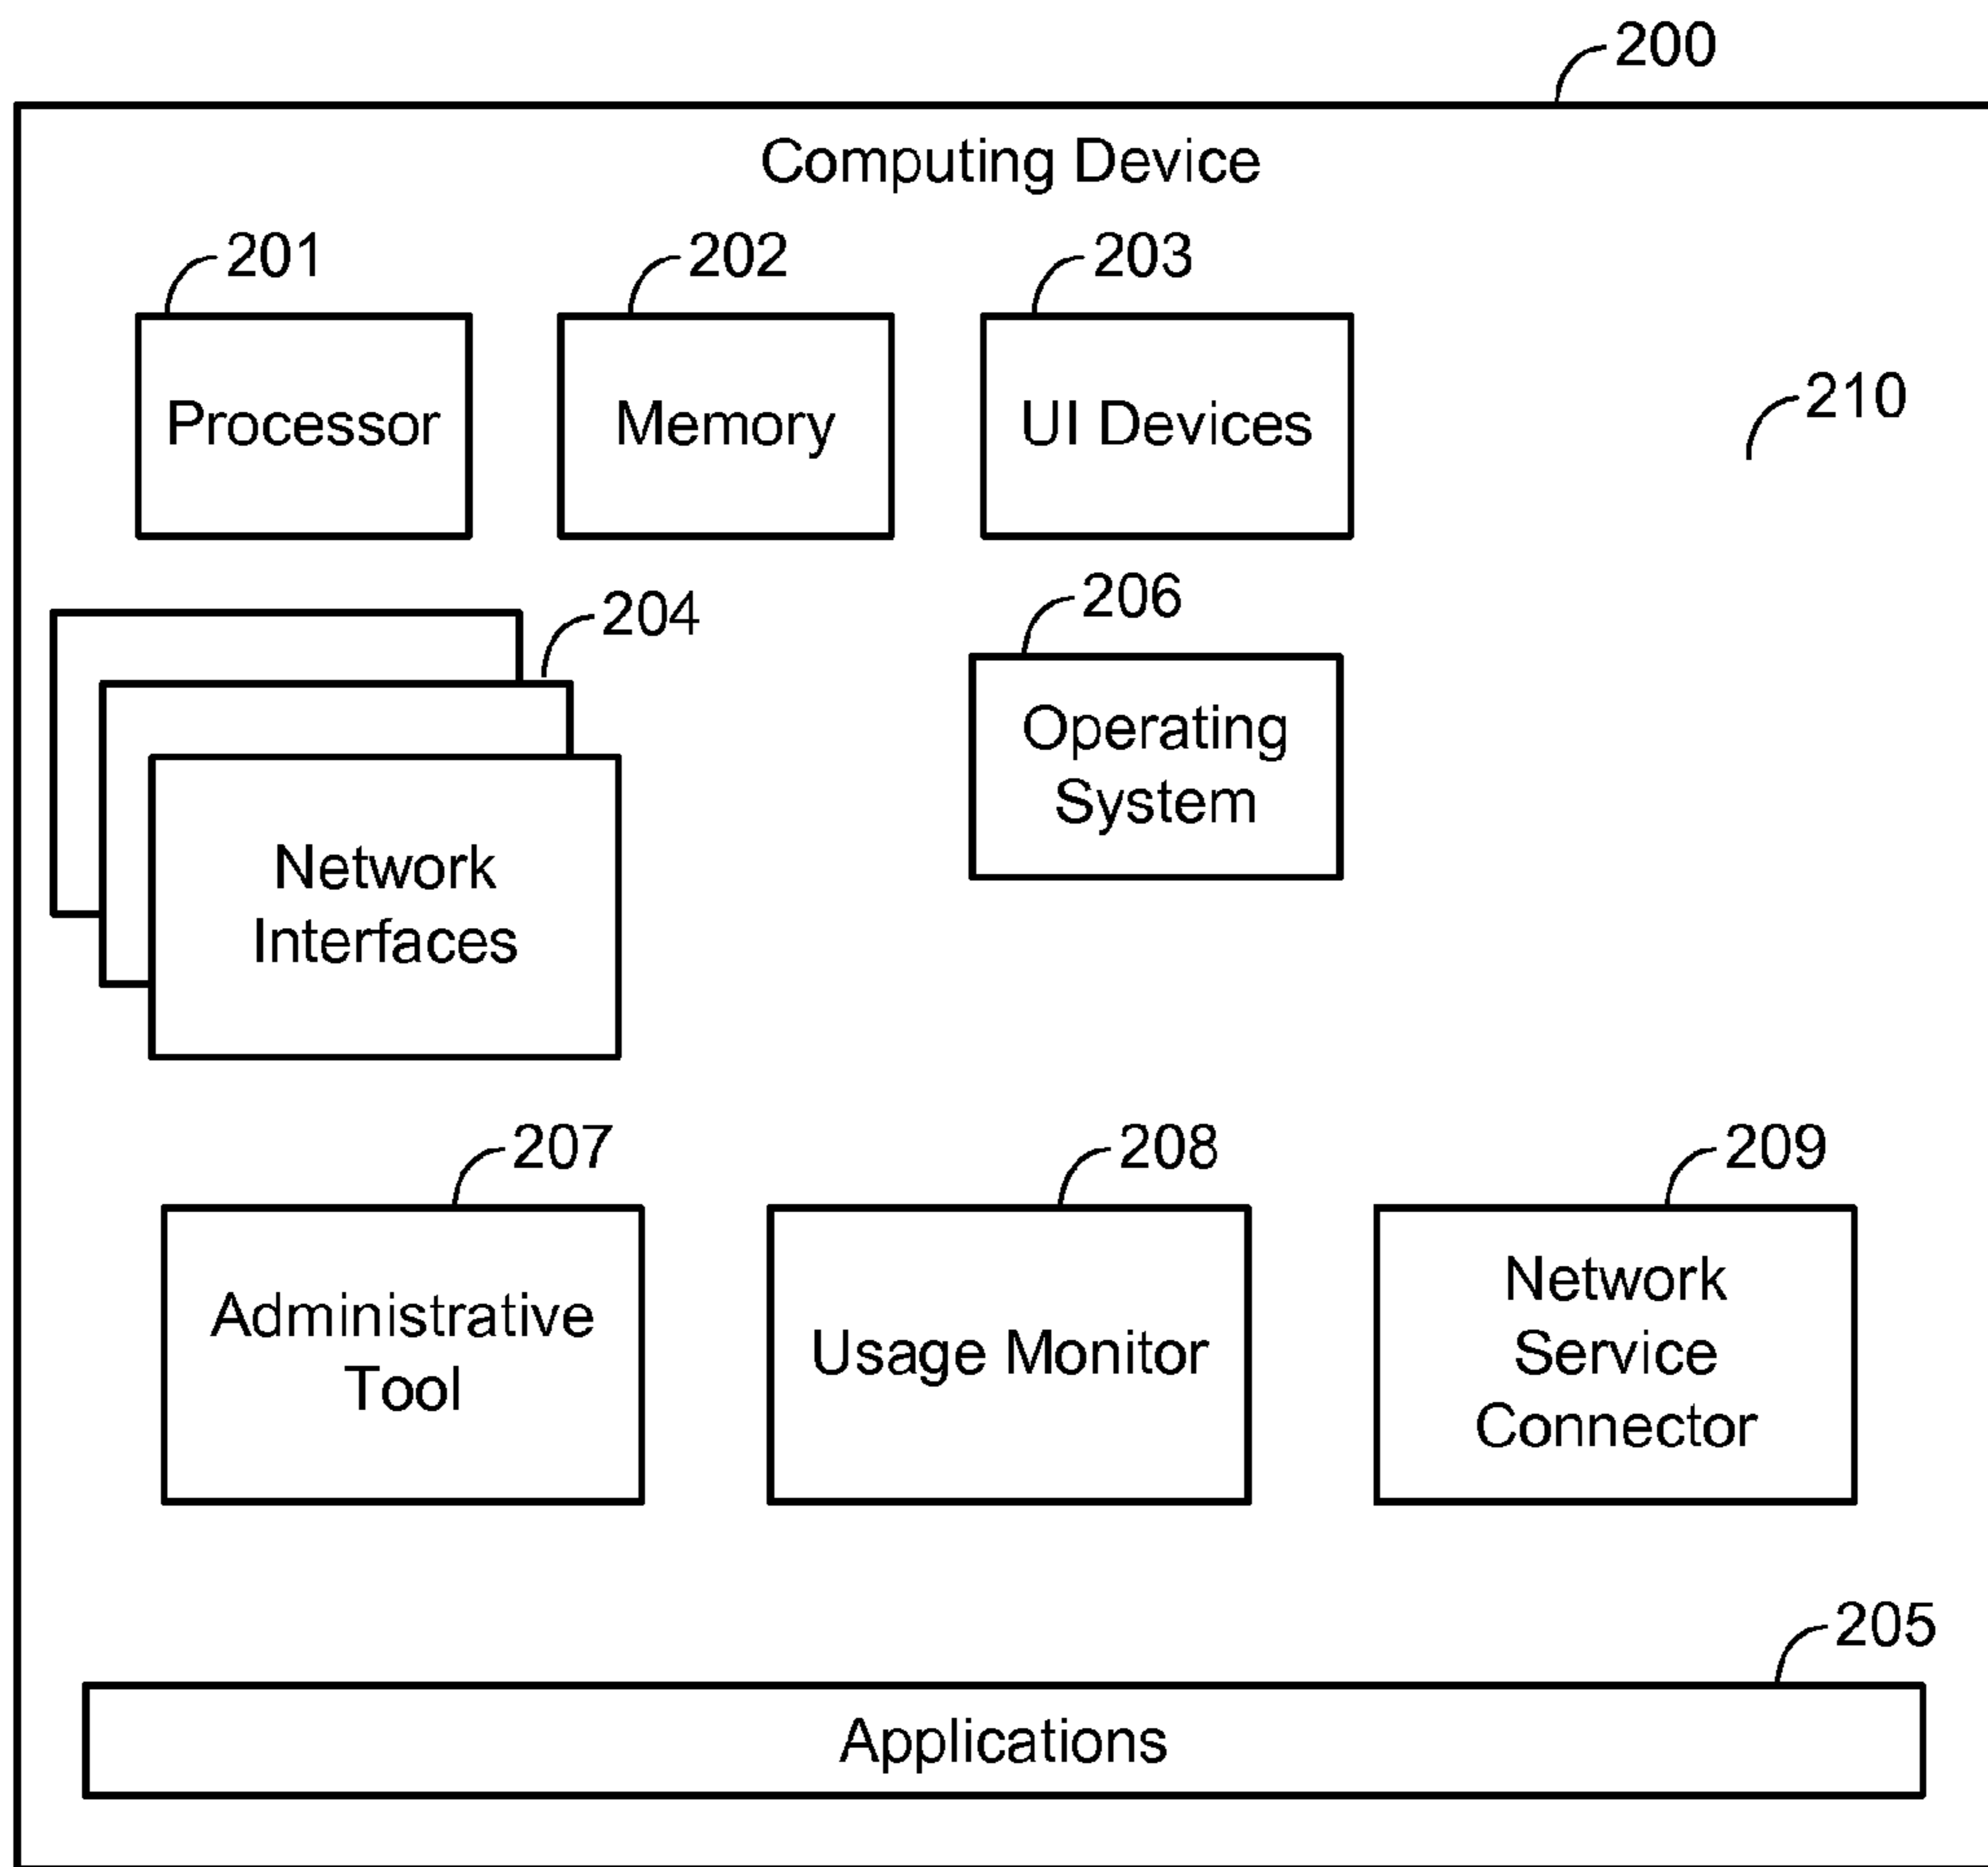 200
Computing Device
201
202
203
Processor
Memory
UI Devices
210
204
206
Operating
System
Network
Interfaces
207
208
209
Administrative
Tool
Usage Monitor
Network
Service
Connector
205
Applications